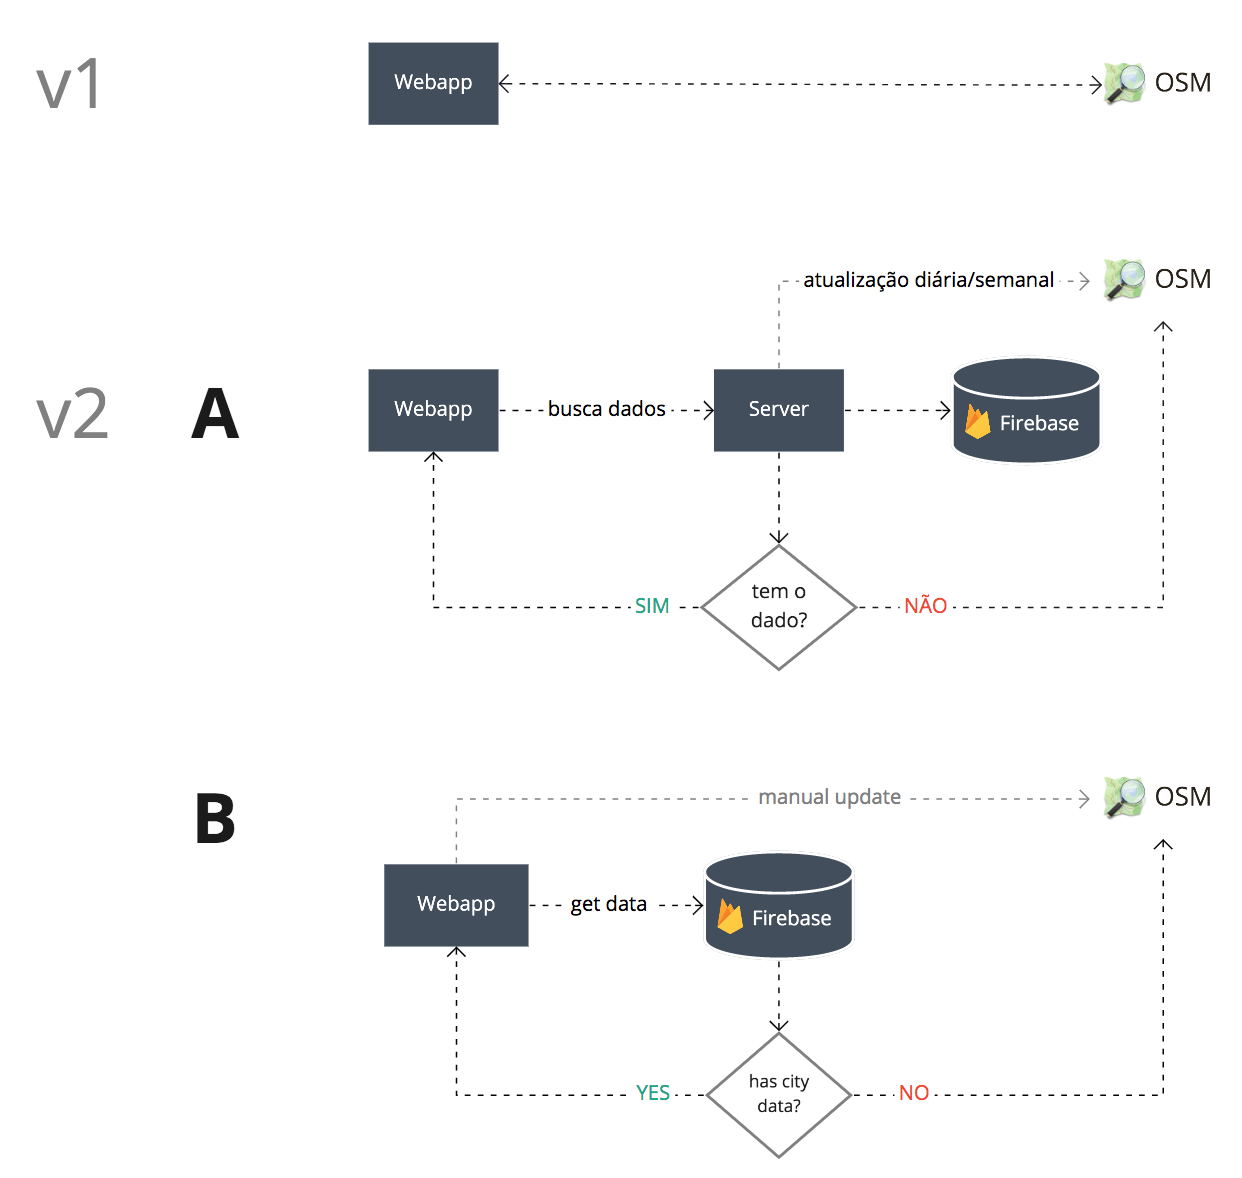 v1
Webapp
OSM
atualização diária/semanal
OSM
v2
A
Webapp
busca dados
Server
Firebase
tem o
dado?
SIM
NÃO
B
manual update
OSM
Webapp
get data
Firebase
has city
data?
YES
NO